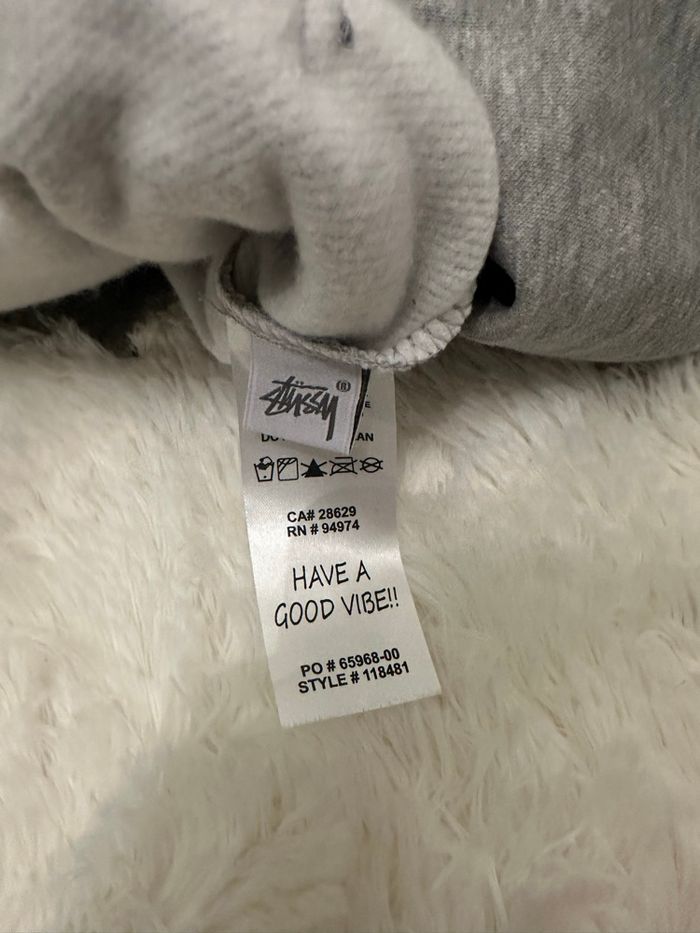 Stüssy ®
CA# 28629
RN # 94974
HAVE A
GOOD VIBE!!
PO # 65968-00
STYLE # 118481